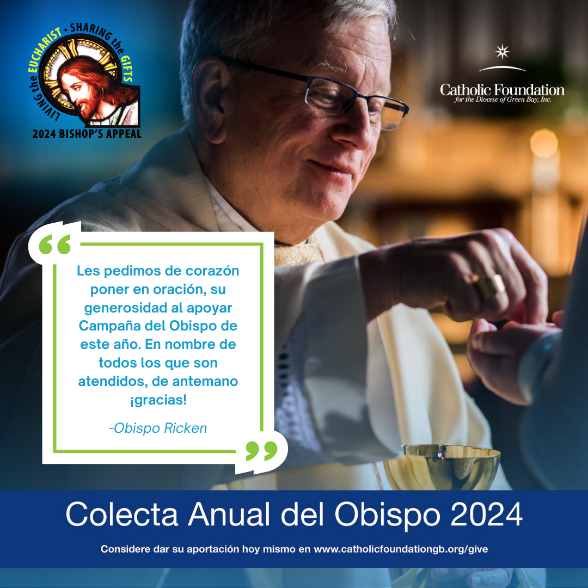 LIVING the EUCHARIST • SHARING the GIFTS
2024 BISHOP'S APPEAL
Catholic Foundation
for the Diocese of Green Bay, Inc.
Les pedimos de corazón
poner en oración, su
generosidad al apoyar
Campaña del Obispo de
este año. En nombre de
todos los que son
atendidos, de antemano
¡gracias!
-Obispo Ricken
Colecta Anual del Obispo 2024
Considere dar su aportación hoy mismo en www.catholicfoundationgb.org/give